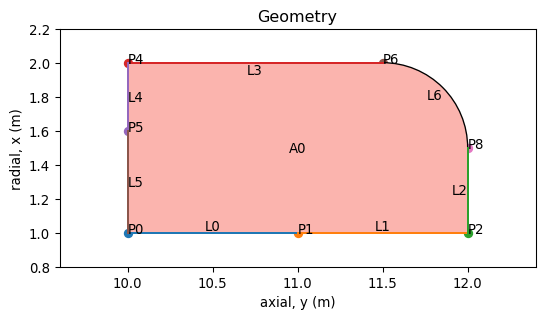 Geometry
2.2
2.0
1.8
1.6
1.4
1.2
1.0
0.8
radial, x (m)
P4
P6
L3
L4
L6
P5
P8
A0
L5
L2
P0
L0
P1
L1
P2
10.0 10.5 11.0 11.5 12.0
axial, y (m)